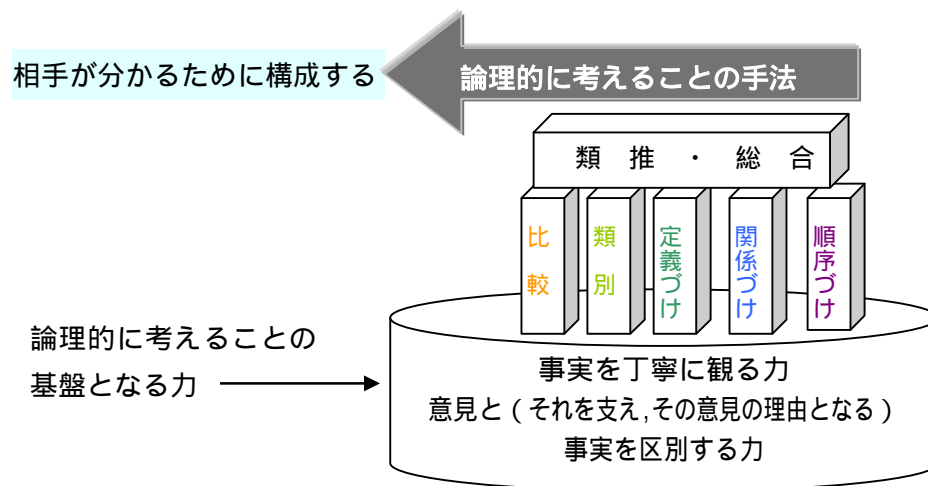 相手が分かるために構成する
論理的に考えることの手法
類 推 ・ 総 合
比較
類別
定義づけ
関係づけ
順序づけ
論理的に考えることの
基盤となる力
事実を丁寧に観る力
意見と(それを支え,その意見の理由となる)
事実を区別する力